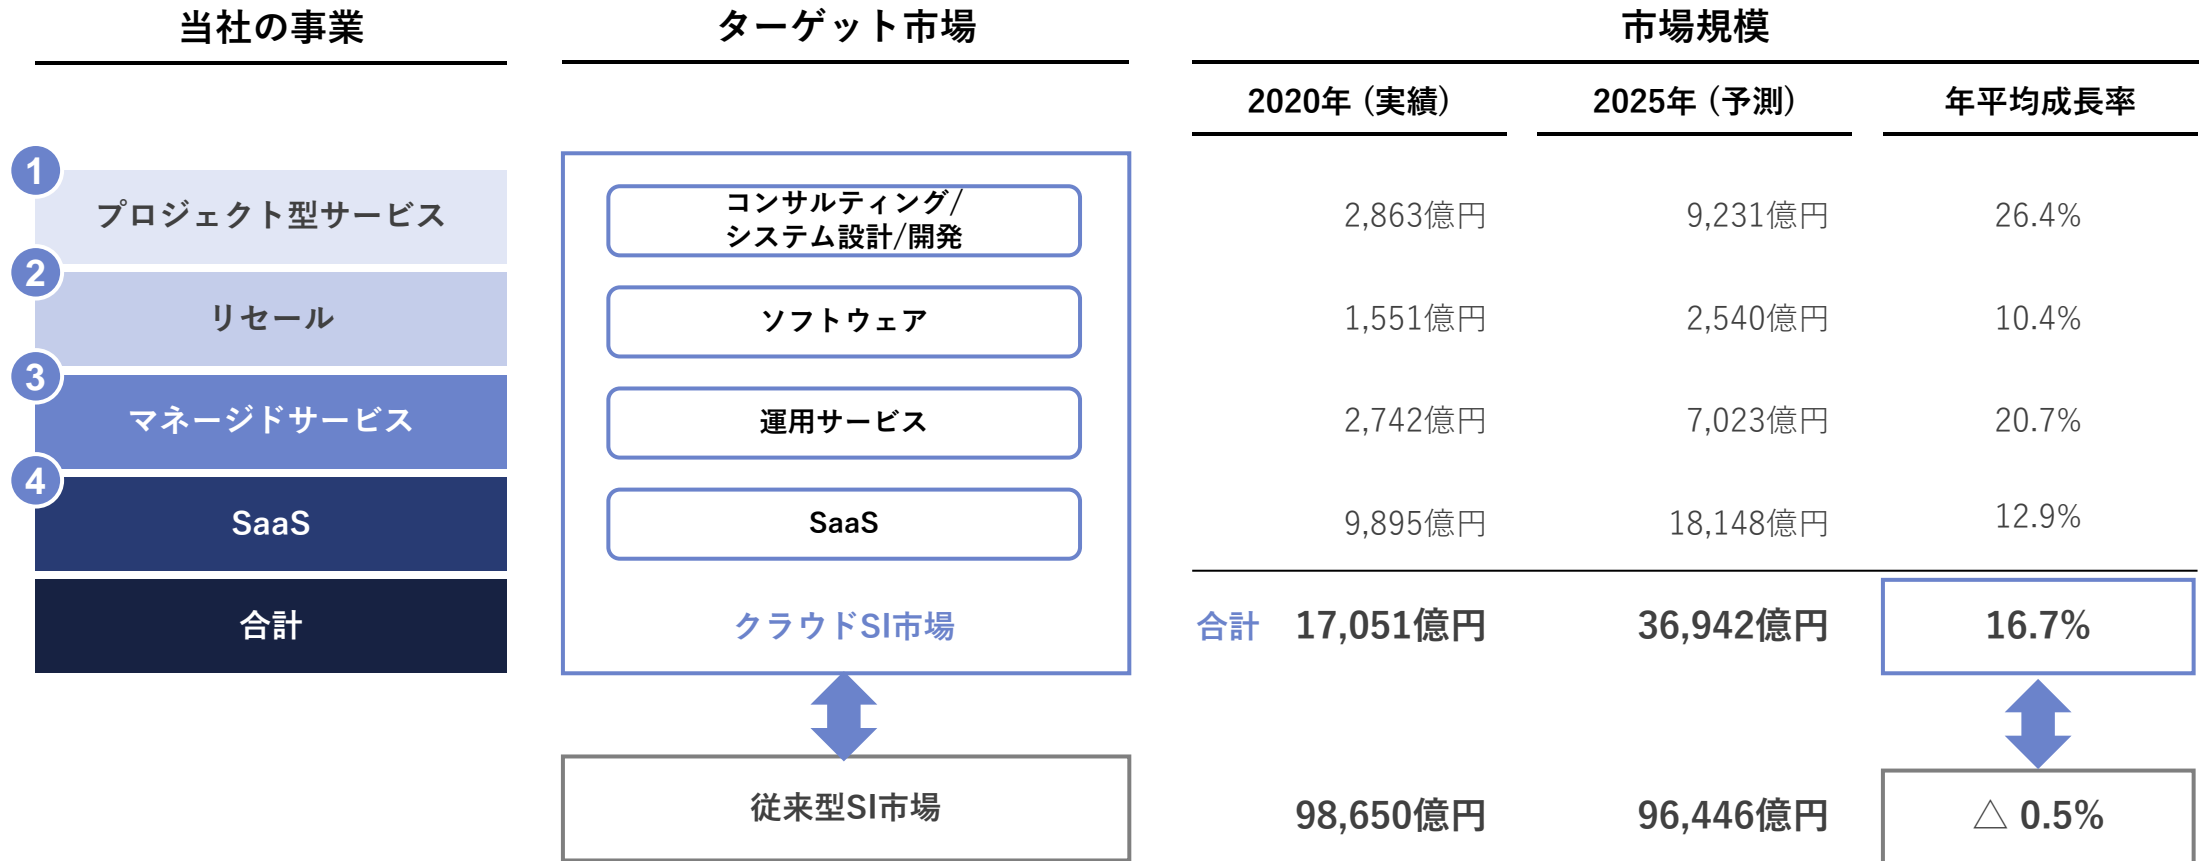 当社の事業
ターゲット市場
市場規模
2020年 (実績)
2025年 (予測)
年平均成長率
1
プロジェクト型サービス
コンサルティング/
システム設計/開発
2,863億円
9,231億円
26.4%
2
リセール
ソフトウェア
1,551億円
2,540億円
10.4%
3
マネージドサービス
運用サービス
2,742億円
7,023億円
20.7%
4
SaaS
SaaS
9,895億円
18,148億円
12.9%
合計
クラウドSI市場
合計
17,051億円
36,942億円
16.7%
従来型SI市場
98,650億円
96,446億円
△ 0.5%